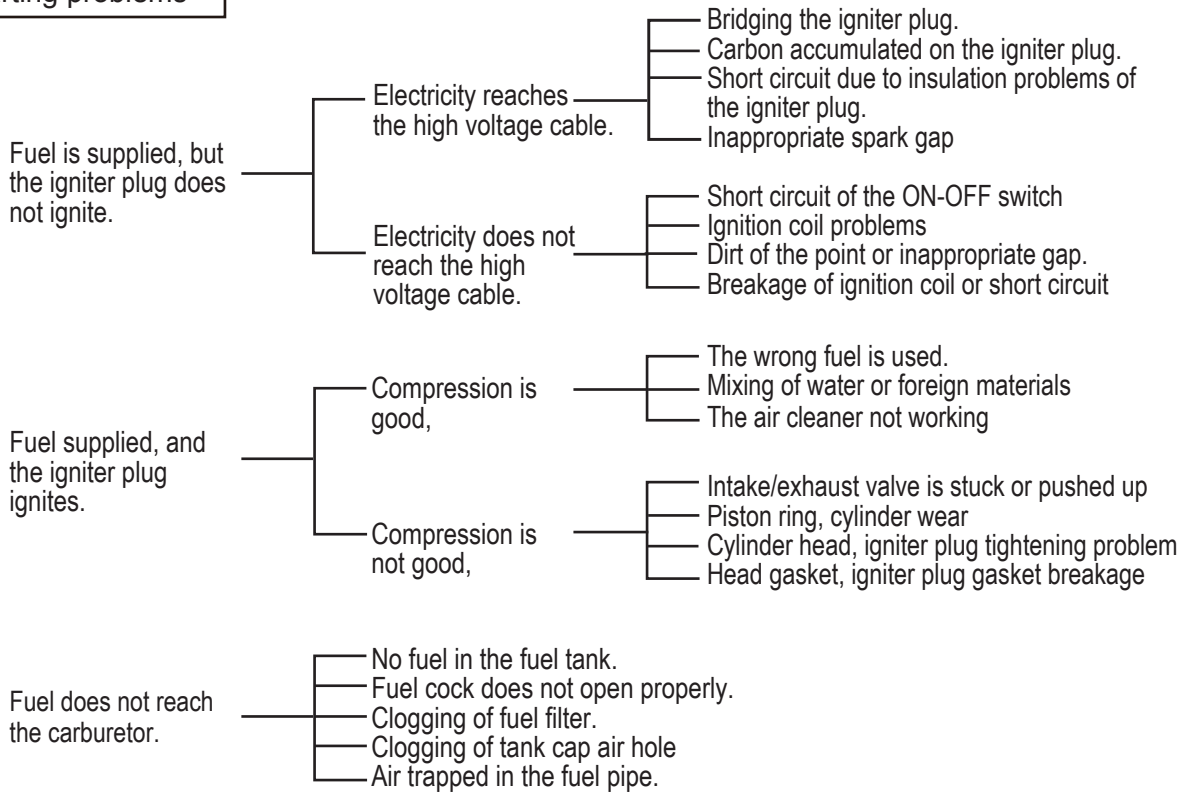 problems
Fuel is supplied, but
the igniter plug does
not ignite.
Electricity reaches
the high voltage cable.
Bridging the igniter plug.
Carbon accumulated on the igniter plug.
Short circuit due to insulation problems of
the igniter plug.
Inappropriate spark gap
Electricity does not
reach the high
voltage cable.
Short circuit of the ON-OFF switch
Ignition coil problems
Dirt of the point or inappropriate gap.
Breakage of ignition coil or short circuit
Fuel supplied, and
the igniter plug
ignites.
Compression is
good,
The wrong fuel is used.
Mixing of water or foreign materials
The air cleaner not working
Compression is
not good,
Intake/exhaust valve is stuck or pushed up
Piston ring, cylinder wear
Cylinder head, igniter plug tightening problem
Head gasket, igniter plug gasket breakage
Fuel does not reach
the carburetor.
No fuel in the fuel tank.
Fuel cock does not open properly.
Clogging of fuel filter.
Clogging of tank cap air hole
Air trapped in the fuel pipe.